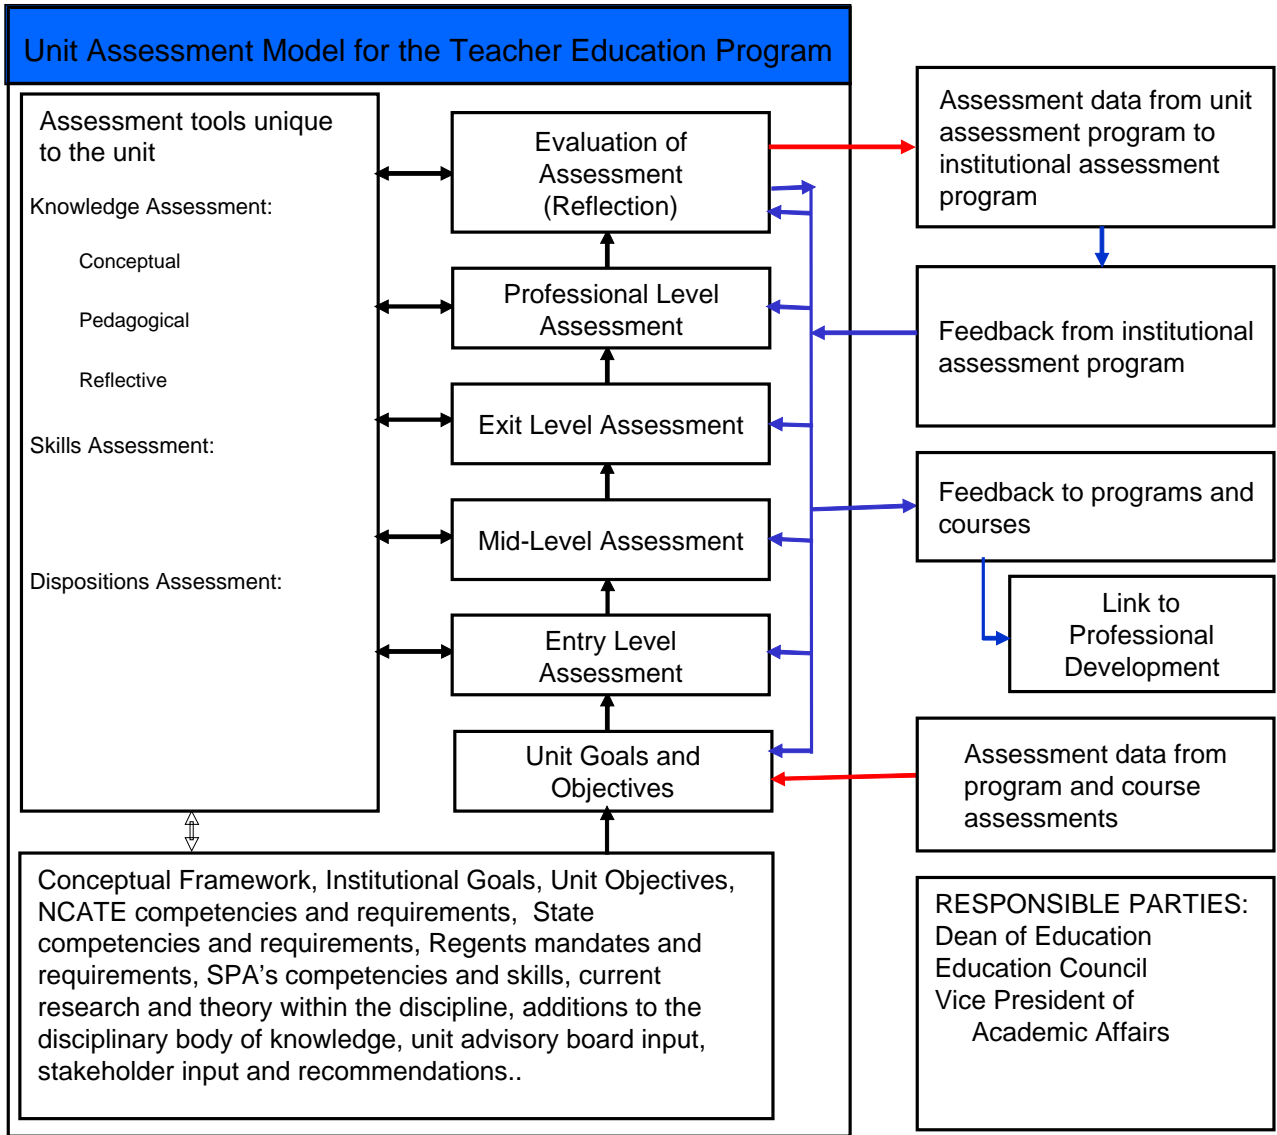 Unit Assessment Model for the Teacher Education Program
Assessment tools unique
to the unit
Knowledge Assessment:
Conceptual
Pedagogical
Reflective
Skills Assessment:
Dispositions Assessment:
Evaluation of
Assessment
(Reflection)
Professional Level
Assessment
Exit Level Assessment
Mid-Level Assessment
Entry Level
Assessment
Unit Goals and
Objectives
Conceptual Framework, Institutional Goals, Unit Objectives,
NCATE competencies and requirements,  State
competencies and requirements, Regents mandates and
requirements, SPA's competencies and skills, current
research and theory within the discipline, additions to the
disciplinary body of knowledge, unit advisory board input,
stakeholder input and recommendations..
Assessment data from unit
assessment program to
institutional assessment
program
Feedback from institutional
assessment program
Feedback to programs and
courses
Link to
Professional
Development
Assessment data from
program and course
assessments
RESPONSIBLE PARTIES:
Dean of Education
Education Council
Vice President of
Academic Affairs